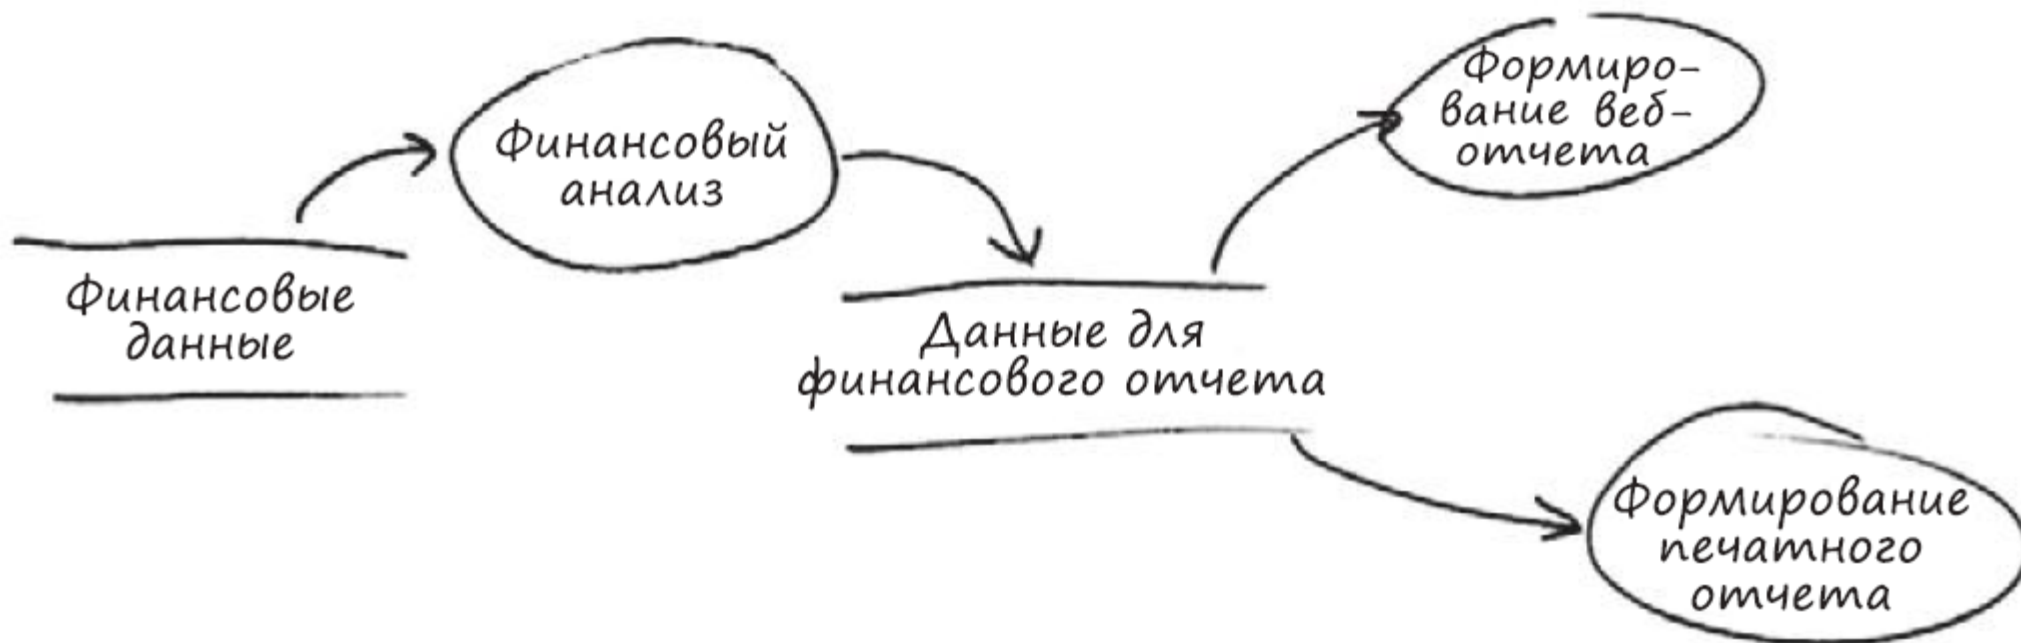 Финансовые
данные
Финансовый
анализ
Данные для
финансового отчета
Формиро-
вание веб-
отчета
Формирование
печатного
отчета